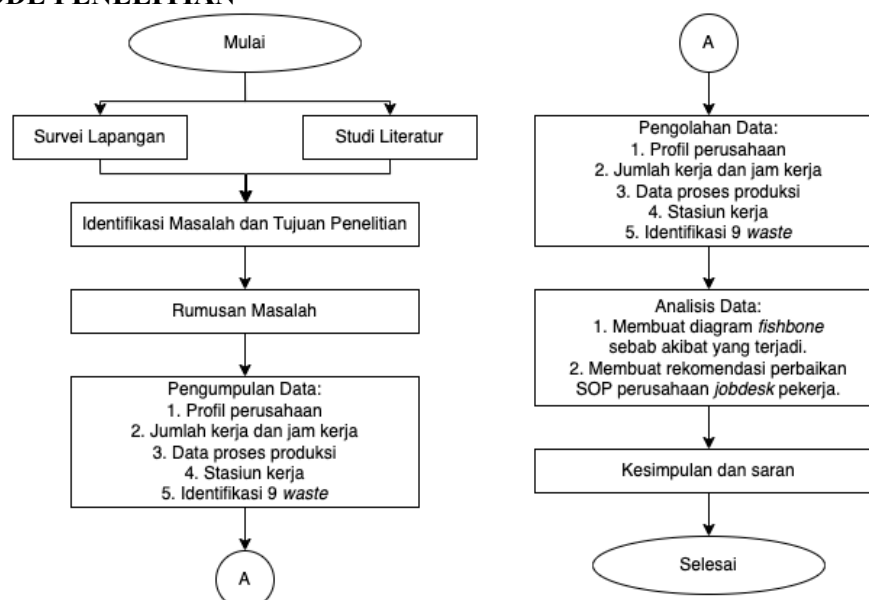 METODE PENELITIAN
Mulai
Survei Lapangan
Studi Literatur
Identifikasi Masalah dan Tujuan Penelitian
Rumusan Masalah
Pengumpulan Data:
1. Profil perusahaan
2. Jumlah kerja dan jam kerja
3. Data proses produksi
4. Stasiun kerja
5. Identifikasi 9 waste
A
A
Pengolahan Data:
1. Profil perusahaan
2. Jumlah kerja dan jam kerja
3. Data proses produksi
4. Stasiun kerja
5. Identifikasi 9 waste
Analisis Data:
1. Membuat diagram fishbone
sebab akibat yang terjadi.
2. Membuat rekomendasi perbaikan
SOP perusahaan jobdesk pekerja.
Kesimpulan dan saran
Selesai